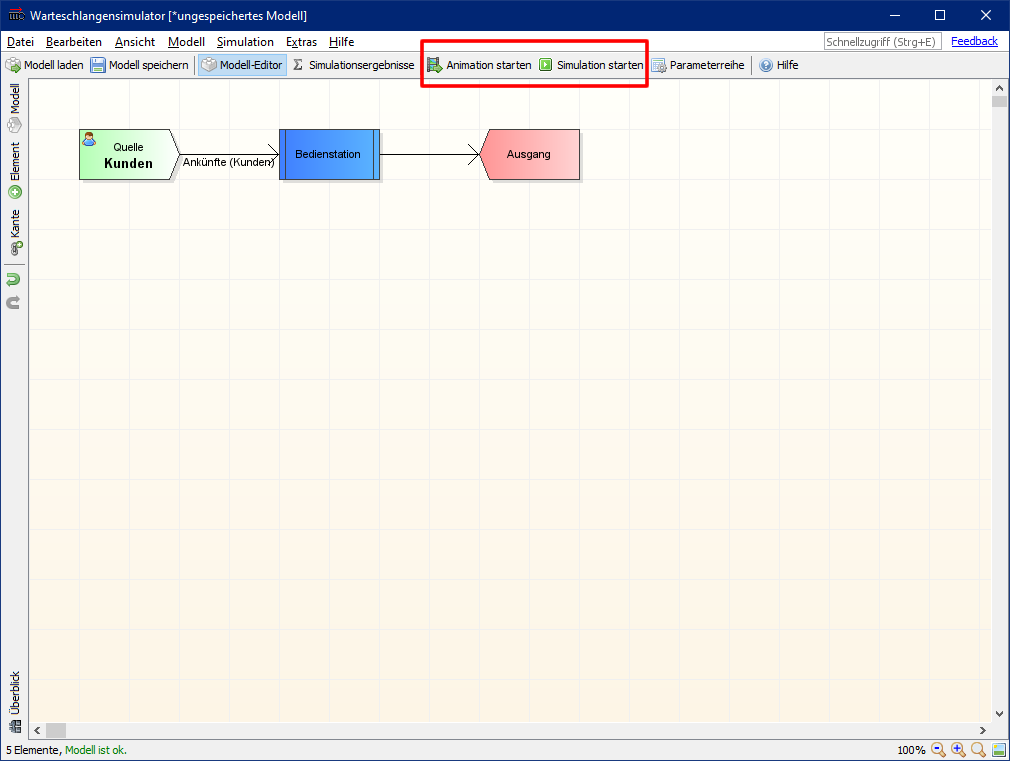 Warteschlangensimulator [*ungespeichertes Modell]
Datei Bearbeiten Ansicht Modell Simulation Extras Hilfe Schnellzugriff (Strg+E) Feedback
Modell laden Modell speichern Modell-Editor Σ Simulationsergebnisse Animation starten Simulation starten Parameterreihe Hilfe
Modell
Element
Kante
Quelle
Kunden
Ankünfte (Kunden)
Bedienstation
Ausgang
Überblick
5 Elemente, Modell ist ok. 100%